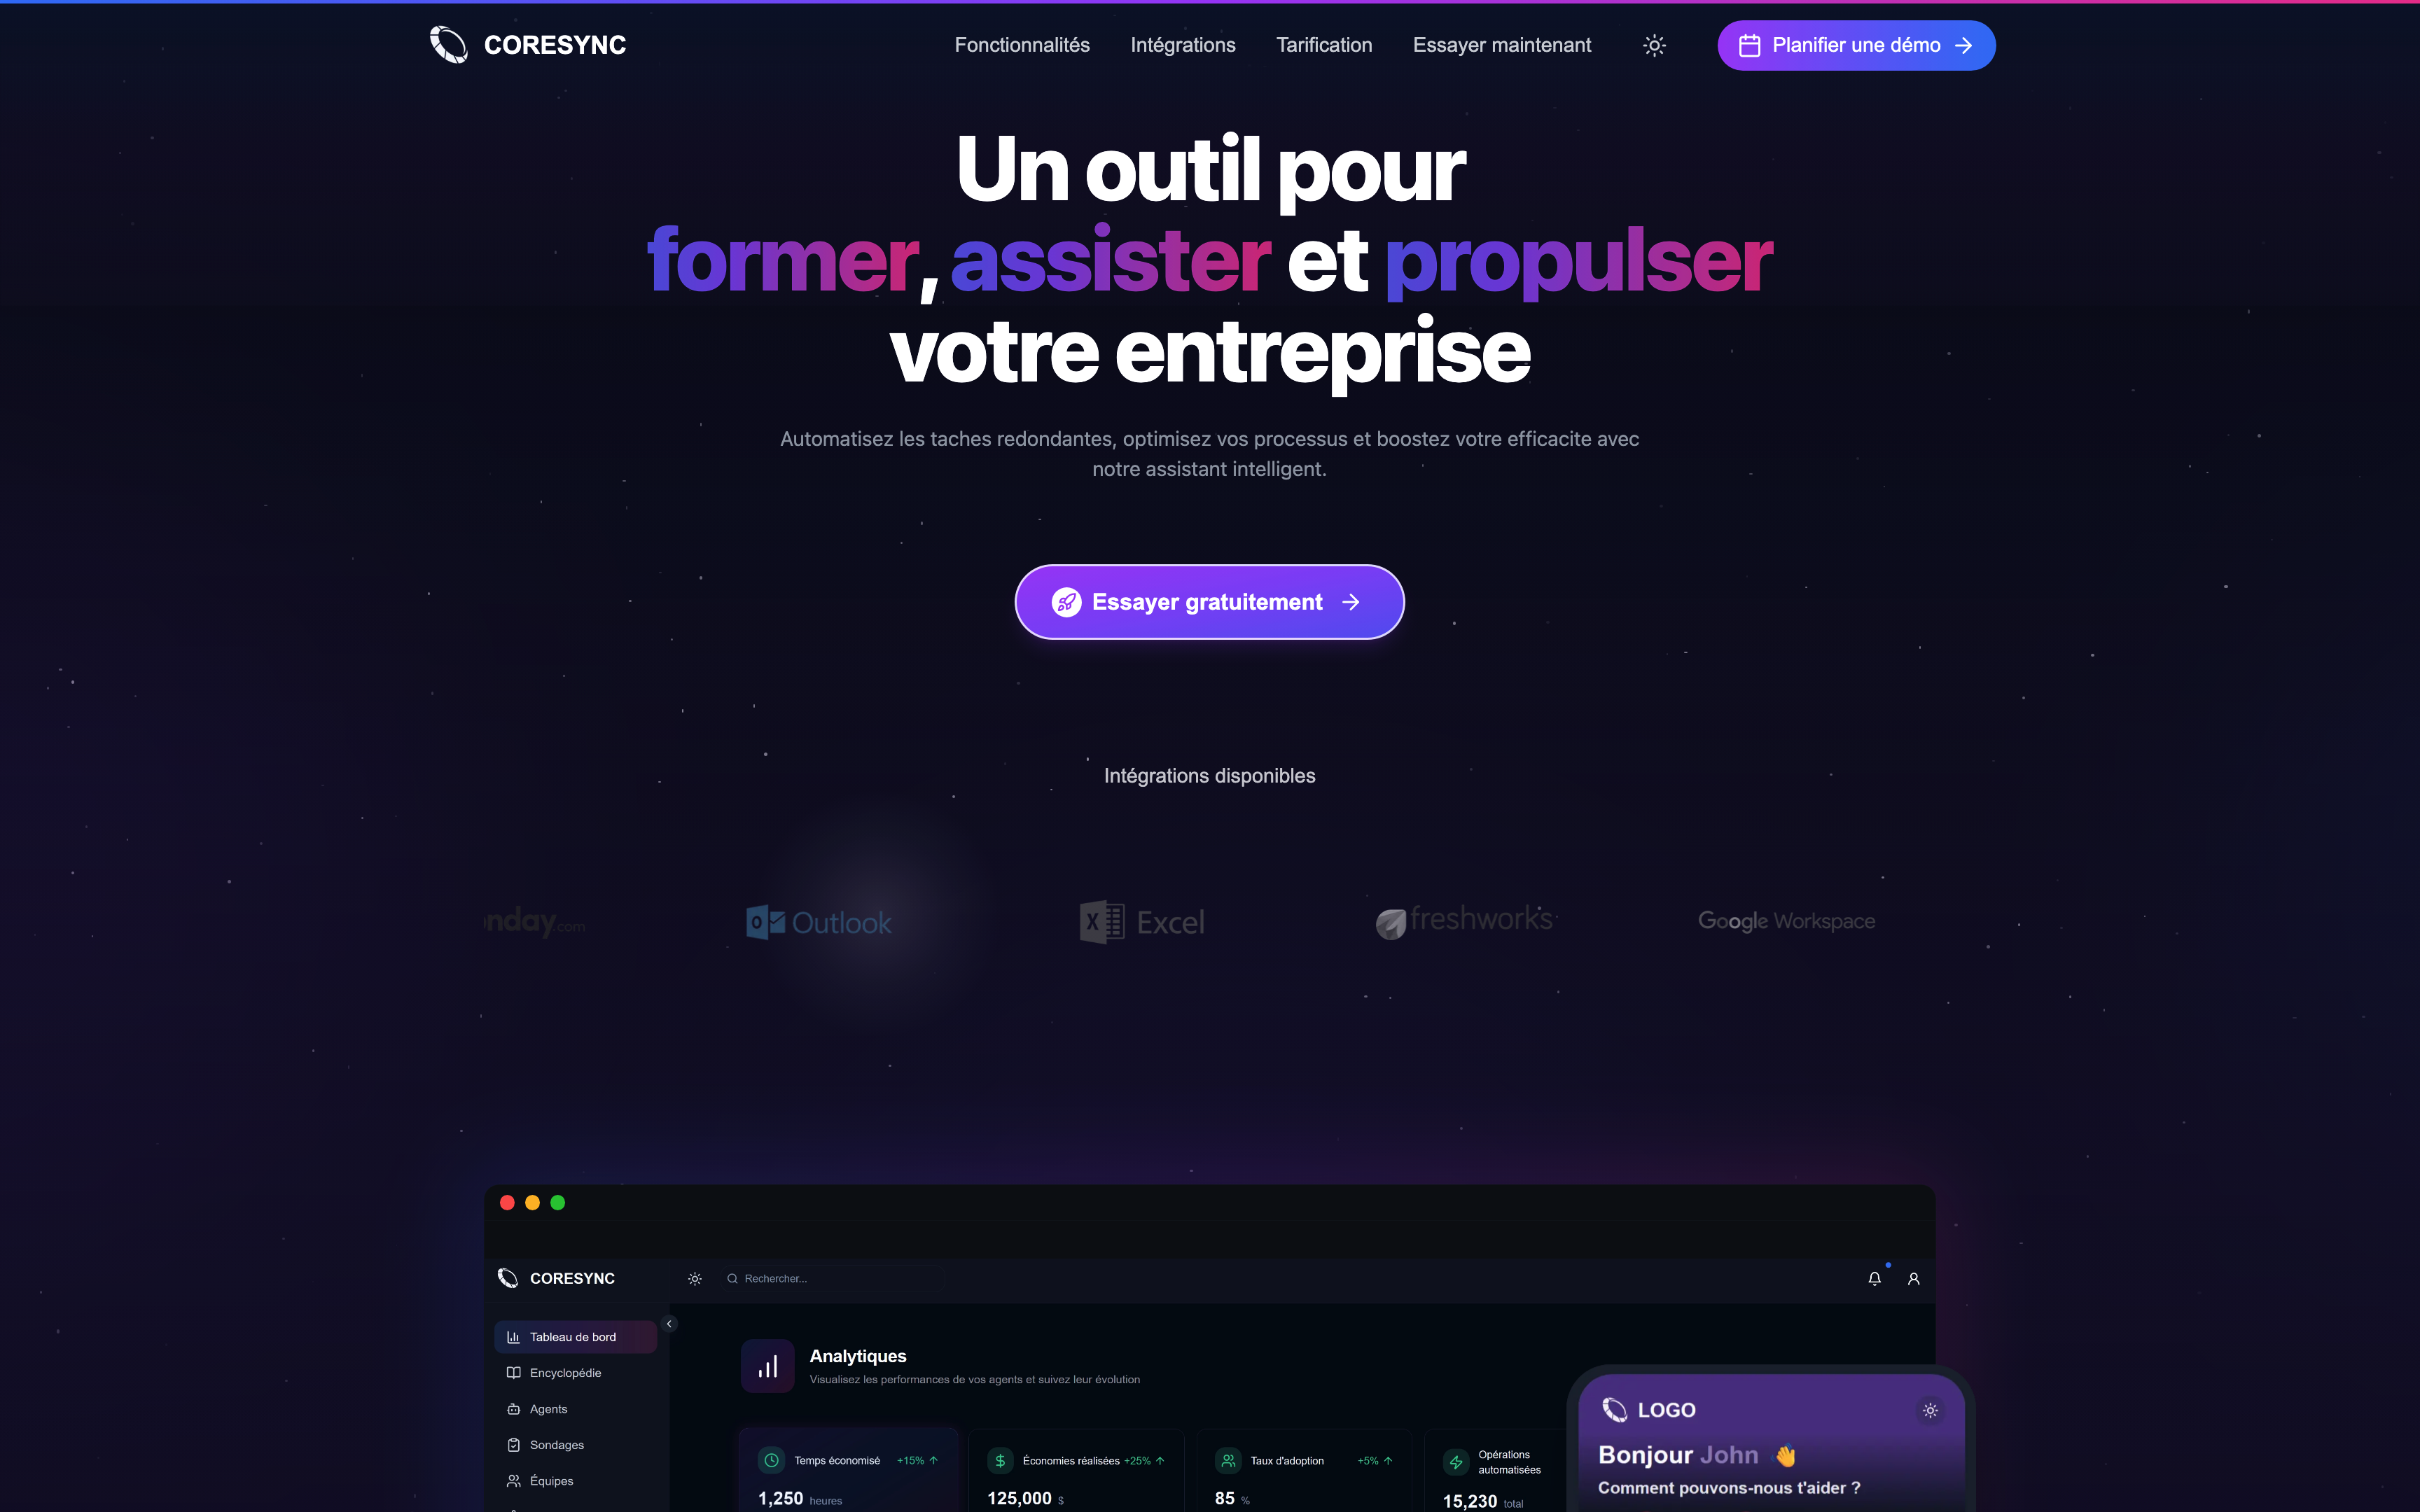 CORESYNC
Fonctionnalités
Intégrations
Tarification
Essayer maintenant
Planifier une démo
Un outil pour
former, assister et propulser
votre entreprise
Automatisez les taches redondantes, optimisez vos processus et boostez votre efficacite avec
notre assistant intelligent.
Essayer gratuitement
Intégrations disponibles
nday.com
Outlook
Excel
freshworks
Google Workspace
CORESYNC
Rechercher...
Tableau de bord
Encyclopédie
Agents
Sondages
Équipes
Analytiques
Visualisez les performances de vos agents et suivez leur évolution
Temps économisé +15%
1,250 heures
Économies réalisées +25%
125,000 $
Taux d'adoption +5%
85 %
Opérations
automatisées
15,230 total
LOGO
Bonjour John 👋
Comment pouvons-nous t'aider ?